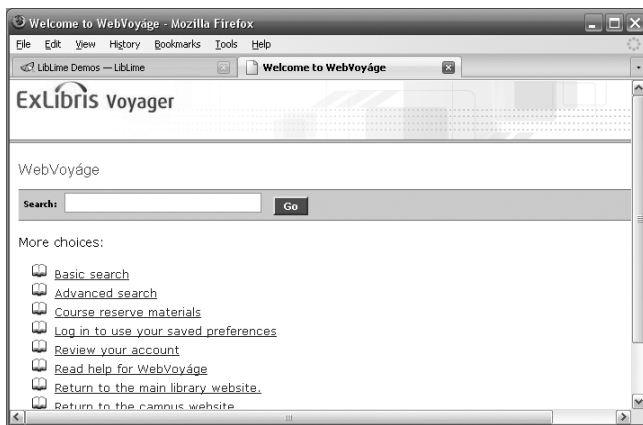 Welcome to WebVoyáge - Mozilla Firefox
File Edit View History Bookmarks Tools Help
LibLime Demos — LibLime
Welcome to WebVoyáge
ExLibris Voyager
WebVoyáge
Search:
Go
More choices:
Basic search
Advanced search
Course reserve materials
Log in to use your saved preferences
Review your account
Read help for WebVoyáge
Return to the main library website.
Return to the campus website